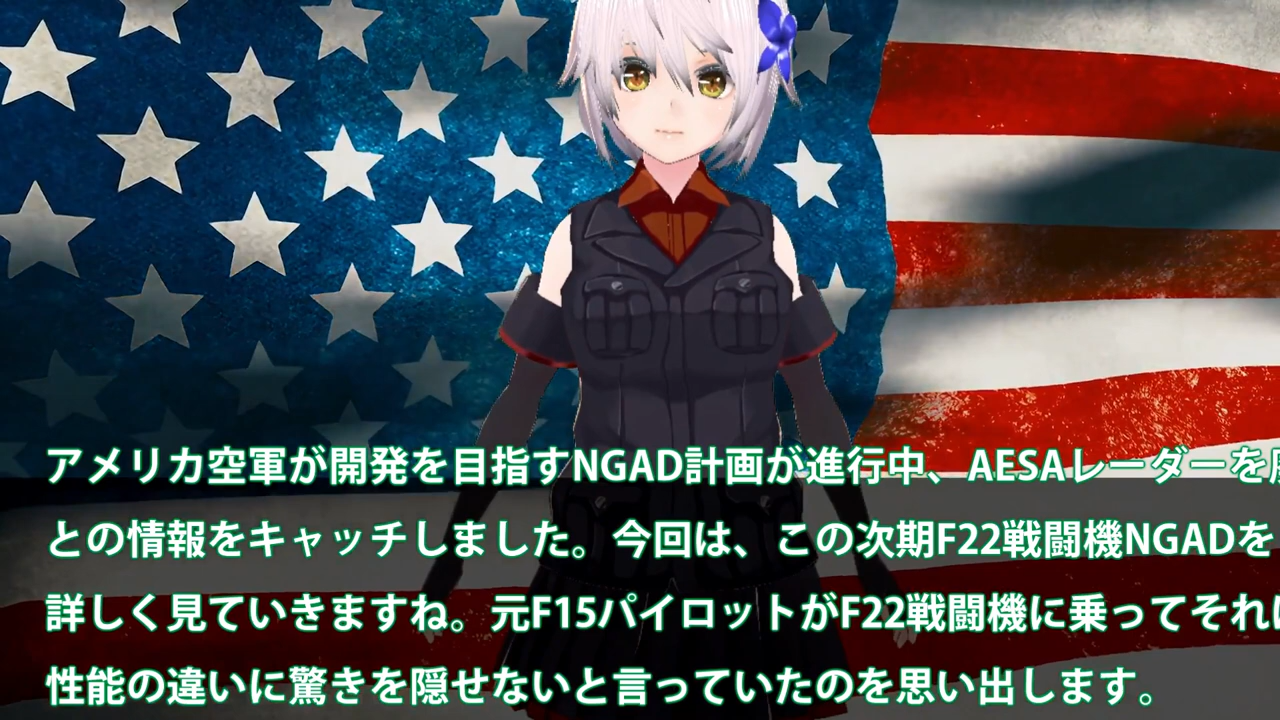 アメリカ空軍が開発を目指すNGAD計画が進行中、AESAレーダーを
との情報をキャッチしました。今回は、この次期F22戦闘機NGADを
詳しく見ていきますね。元F15パイロットがF22戦闘機に乗ってそれ
性能の違いに驚きを隠せないと言っていたのを思い出します。